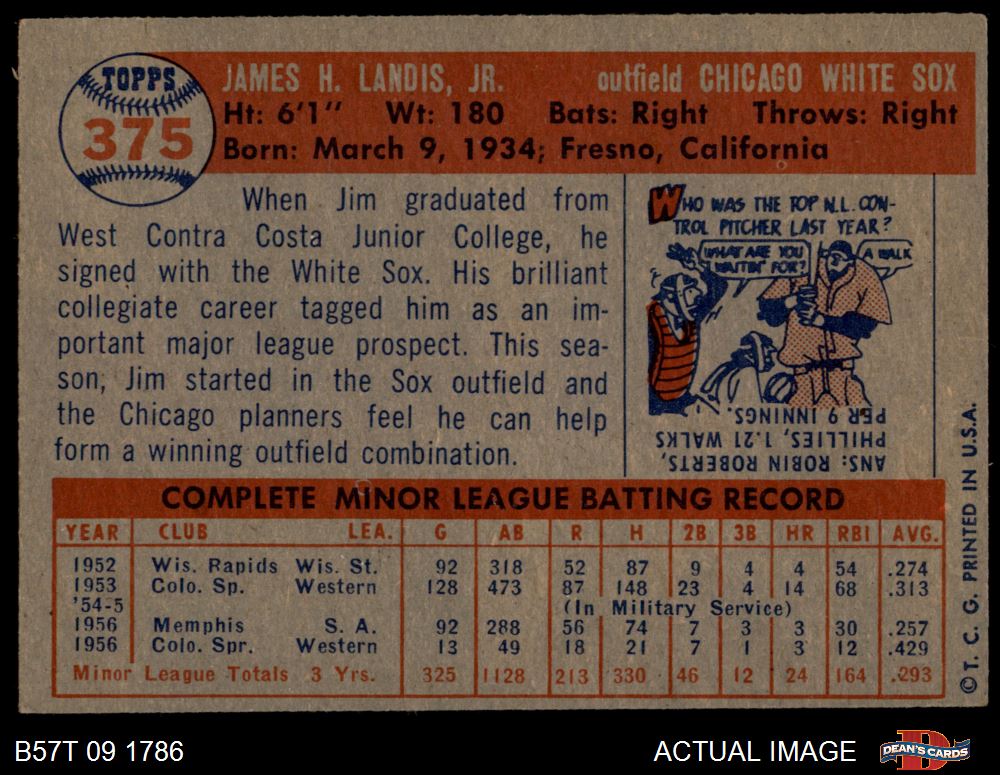 TOPPS
375
JAMES H. LANDIS, JR. outfield CHICAGO WHITE SOX
Ht: 6'1" Wt: 180 Bats: Right Throws: Right
Born: March 9, 1934; Fresno, California
When Jim graduated from
West Contra Costa Junior College, he
signed with the White Sox. His brilliant
collegiate career tagged him as an im-
portant major league prospect. This sea-
son, Jim started in the Sox outfield and
the Chicago planners feel he can help
form a winning outfield combination.
WHO WAS THE TOP N.L. CON-
TROL PITCHER LAST YEAR?
WHAT ARE YOU
WAITIN' FOR?
A WALK
ANS: ROBIN ROBERTS,
PHILLIES, 1.21 WALKS
PER 9 INNINGS.
COMPLETE MINOR LEAGUE BATTING RECORD
YEAR CLUB LEA. G AB R H 2B 3B HR RBI AVG.
1952 Wis. Rapids Wis. St. 92 318 52 87 9 4 4 54 .274
1953 Colo. Sp. Western 128 473 87 148 23 4 14 68 .313
'54-5 (In Military Service)
1956 Memphis S. A. 92 288 56 74 7 3 3 30 .257
1956 Colo. Spr. Western 13 49 18 21 7 1 3 12 .429
Minor League Totals 3 Yrs. 325 1128 213 330 46 12 24 164 .293
© T. C. G. PRINTED IN U.S.A.
B57T 09 1786
ACTUAL IMAGE
DEAN'S CARDS